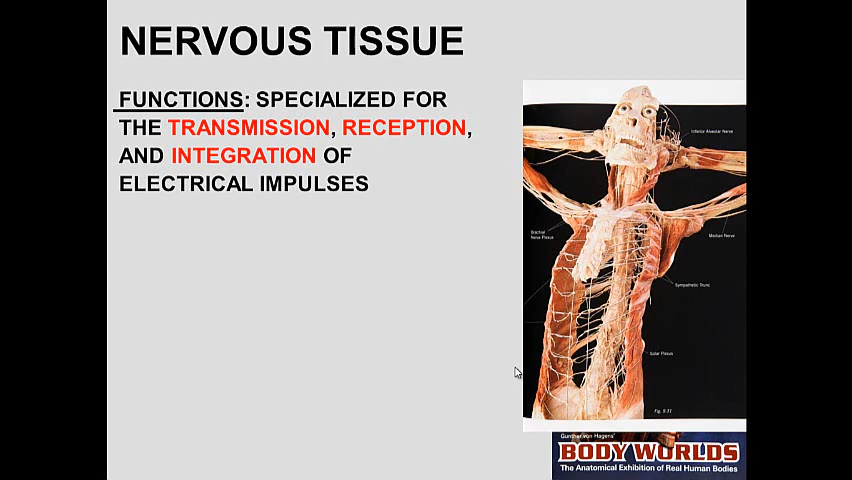 NERVOUS TISSUE
FUNCTIONS: SPECIALIZED FOR
THE TRANSMISSION, RECEPTION,
AND INTEGRATION OF
ELECTRICAL IMPULSES
Inferior Alveolar Nerve
Brachial
Nerve Plexus
Median Nerve
Sympathetic Trunc
Solar Plexus
Fig. 9.31
Gunther von Hagens'
BODY WORLDS
The Anatomical Exhibition of Real Human Bodies